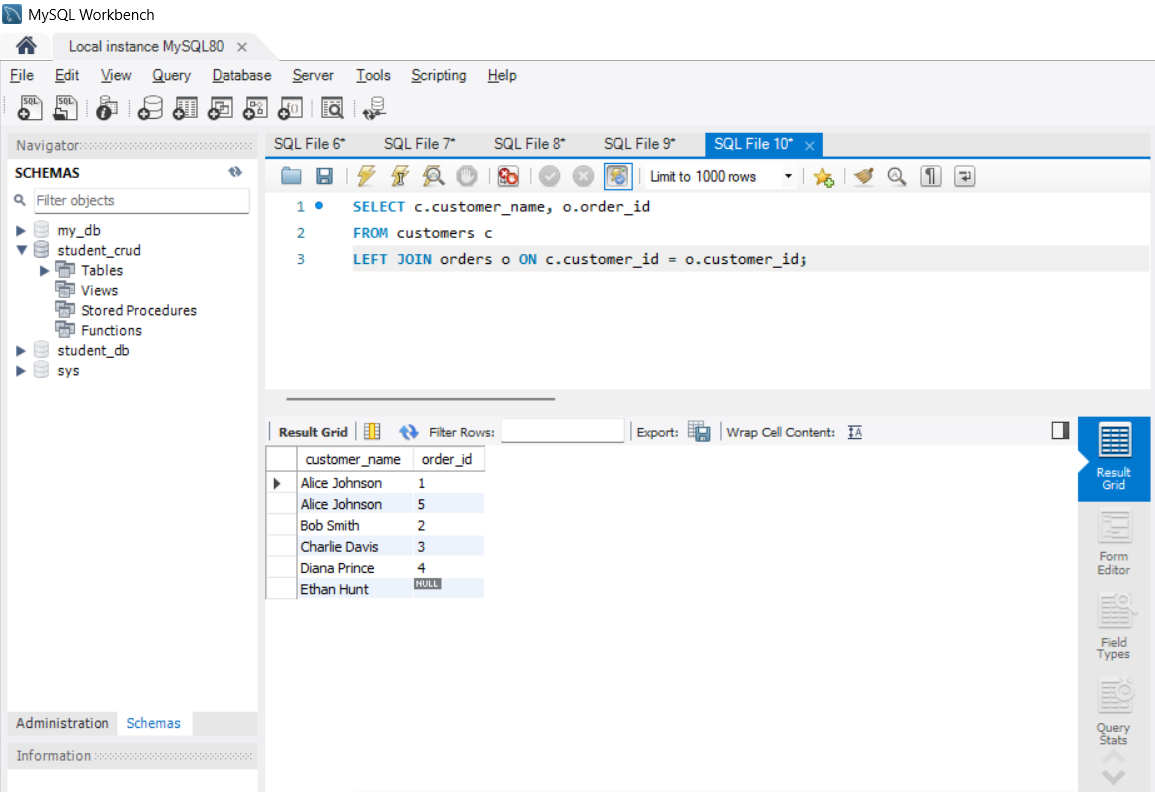 MySQL Workbench
Local instance MySQL80
File Edit View Query Database Server Tools Scripting Help
SQL SQL
Navigator
SCHEMAS
Filter objects
my_db
student_crud
Tables
Views
Stored Procedures
Functions
student_db
sys
Administration Schemas
Information
SQL File 6* SQL File 7* SQL File 8* SQL File 9* SQL File 10*
Limit to 1000 rows
1 SELECT c.customer_name, o.order_id
2 FROM customers c
3 LEFT JOIN orders o ON c.customer_id = o.customer_id;
Result Grid Filter Rows: Export: Wrap Cell Content:
customer_name order_id
Alice Johnson 1
Alice Johnson 5
Bob Smith 2
Charlie Davis 3
Diana Prince 4
Ethan Hunt NULL
Result
Grid
Form
Editor
Field
Types
Query
Stats